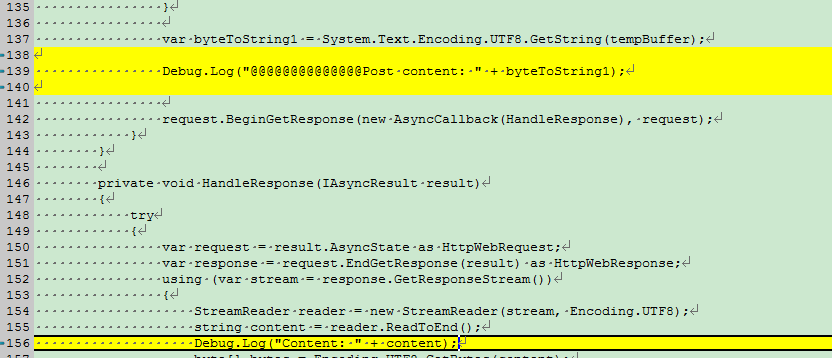 135 }
136
137 var byteToString1 = System.Text.Encoding.UTF8.GetString(tempBuffer);
138
139 Debug.Log("@@@@@@@@@@@@@@Post content: " + byteToString1);
140
141
142 request.BeginGetResponse(new AsyncCallback(HandleResponse), request);
143 }
144 }
145
146 private void HandleResponse(IAsyncResult result)
147 {
148 try
149 {
150 var request = result.AsyncState as HttpWebRequest;
151 var response = request.EndGetResponse(result) as HttpWebResponse;
152 using (var stream = response.GetResponseStream())
153 {
154 StreamReader reader = new StreamReader(stream, Encoding.UTF8);
155 string content = reader.ReadToEnd();
156 Debug.Log("Content: " + content);